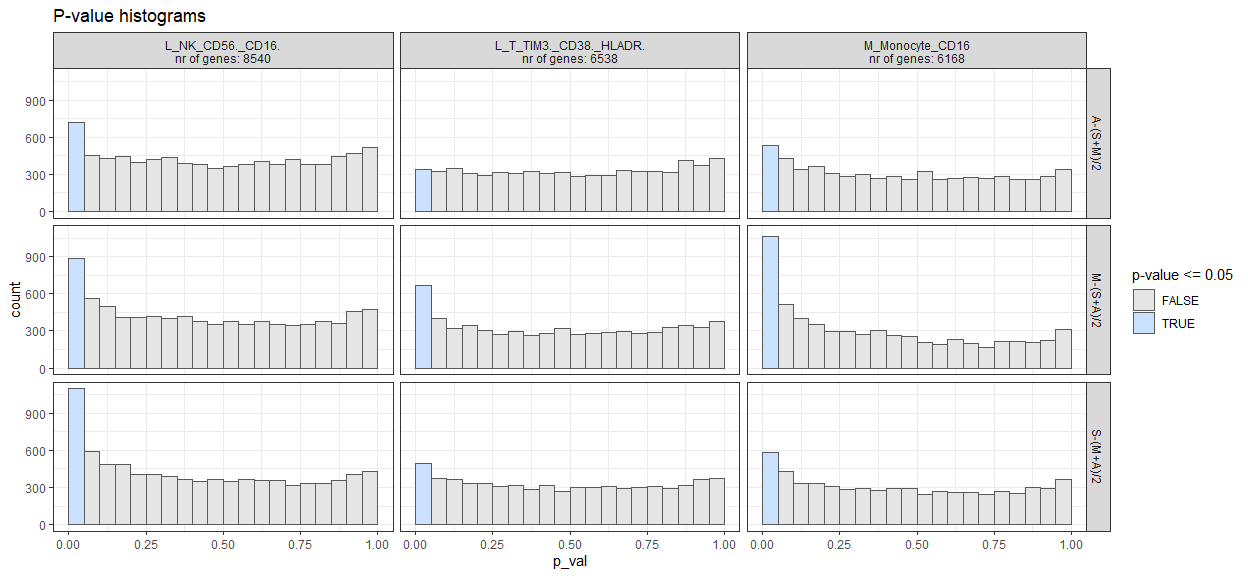 P-value histograms
L_NK_CD56._CD16.
nr of genes: 8540
L_T_TIM3._CD38._HLADR.
nr of genes: 6538
M_Monocyte_CD16
nr of genes: 6168
900
600
300
0
A-(S+M)/2
900
600
300
0
M-(S+A)/2
900
600
300
0
S-(M+A)/2
count
0.00 0.25 0.50 0.75 1.00
0.00 0.25 0.50 0.75 1.00
0.00 0.25 0.50 0.75 1.00
p_val
p-value <= 0.05
FALSE
TRUE